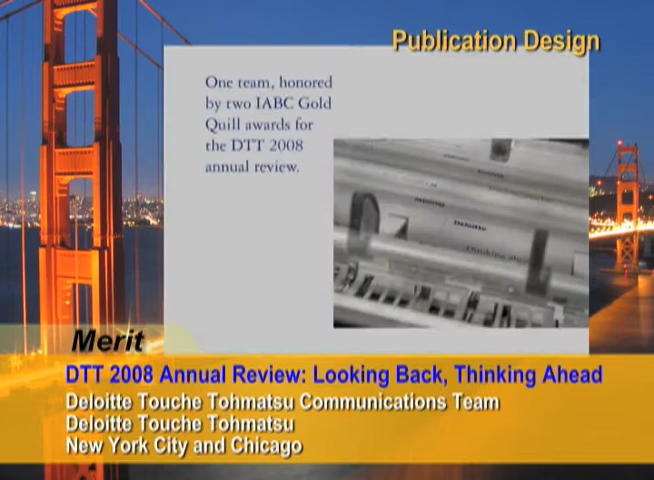 Publication Design
One team, honored
by two IABC Gold
Quill awards for
the DTT 2008
annual review.
Deloitte
Thinking
Merit
DTT 2008 Annual Review: Looking Back, Thinking Ahead
Deloitte Touche Tohmatsu Communications Team
Deloitte Touche Tohmatsu
New York City and Chicago